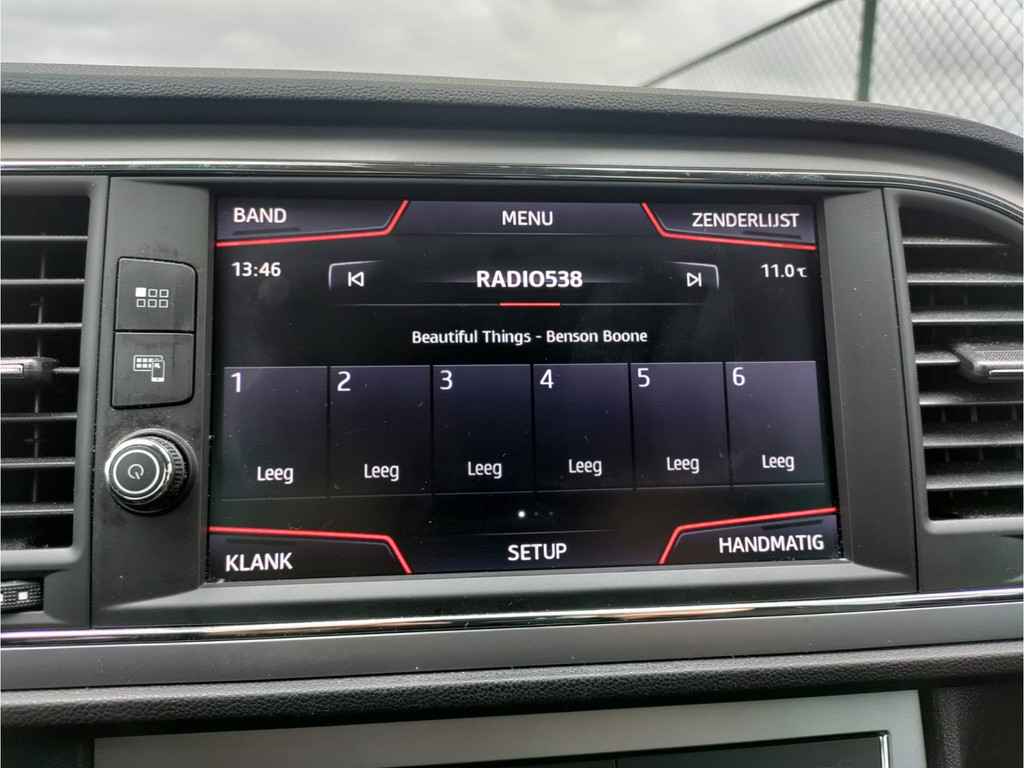 BAND MENU ZENDERLIJST
13:46 RADIO538 11.0℃
Beautiful Things - Benson Boone
1 2 3 4 5 6
Leeg Leeg Leeg Leeg Leeg Leeg
KLANK SETUP HANDMATIG